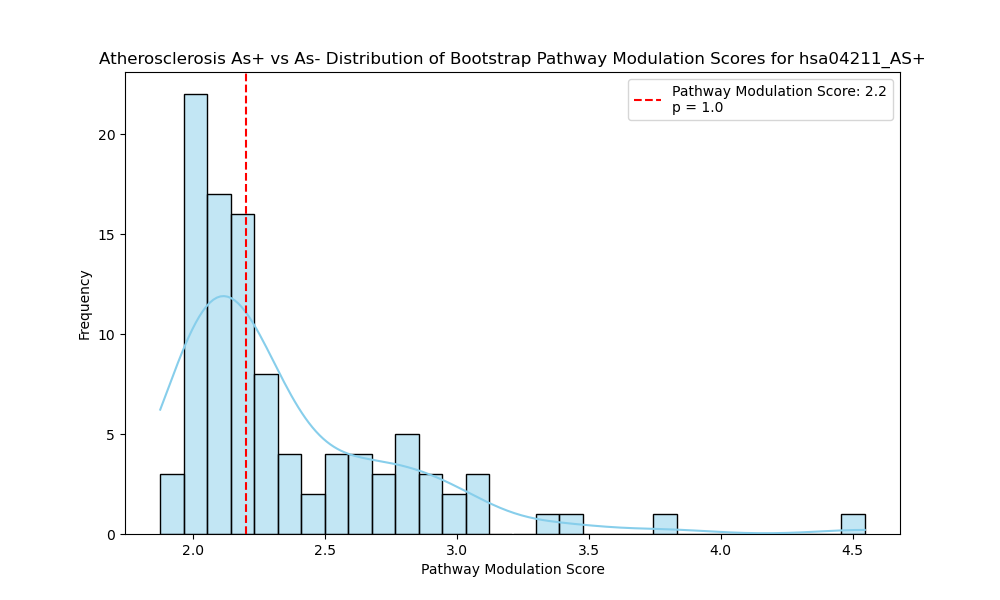 Atherosclerosis As+ vs As- Distribution of Bootstrap Pathway Modulation Scores for hsa04211_AS+
Pathway Modulation Score: 2.2
p = 1.0
Frequency
20
15
10
5
0
2.0 2.5 3.0 3.5 4.0 4.5
Pathway Modulation Score